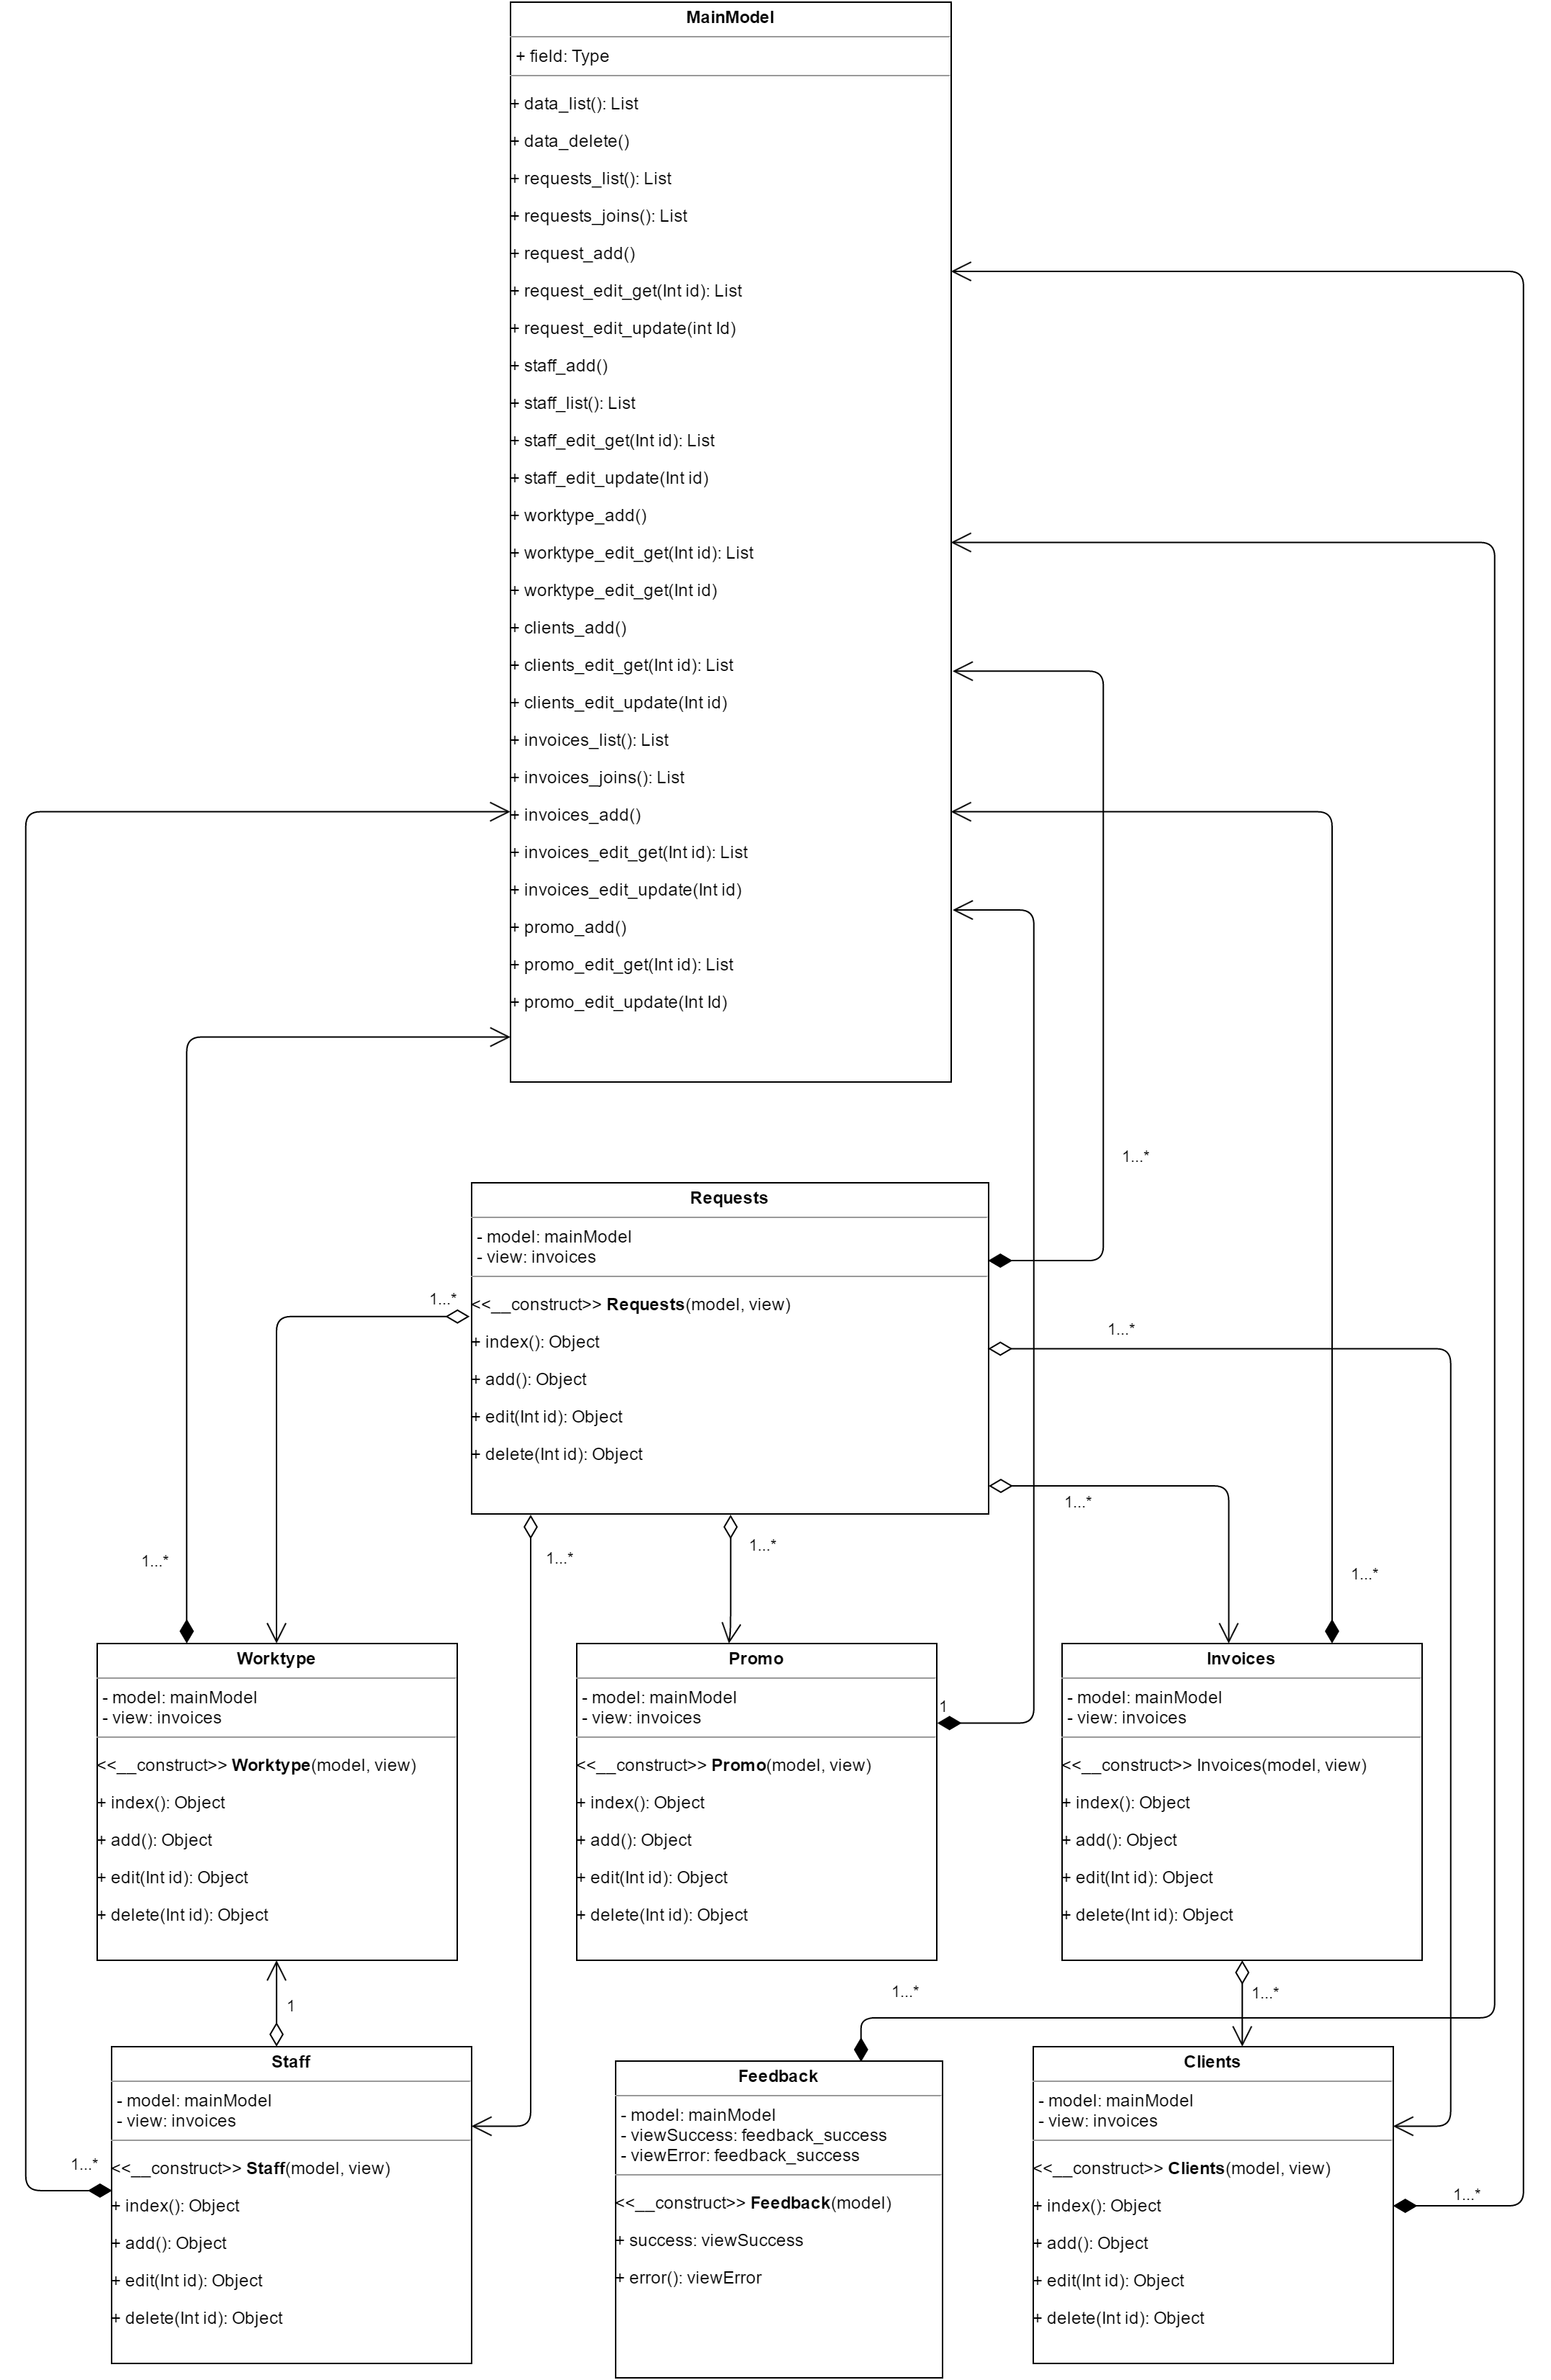 MainModel
+ field: Type
+ data_list(): List
+ data_delete()
+ requests_list(): List
+ requests_joins(): List
+ request_add()
+ request_edit_get(Int id): List
+ request_edit_update(int Id)
+ staff_add()
+ staff_list(): List
+ staff_edit_get(Int id): List
+ staff_edit_update(Int id)
+ worktype_add()
+ worktype_edit_get(Int id): List
+ worktype_edit_get(Int id)
+ clients_add()
+ clients_edit_get(Int id): List
+ clients_edit_update(Int id)
+ invoices_list(): List
+ invoices_joins(): List
+ invoices_add()
+ invoices_edit_get(Int id): List
+ invoices_edit_update(Int id)
+ promo_add()
+ promo_edit_get(Int id): List
+ promo_edit_update(Int Id)
1...*
Requests
- model: mainModel
- view: invoices
<<__construct>> Requests(model, view)
+ index(): Object
+ add(): Object
+ edit(Int id): Object
+ delete(Int id): Object
1...*
1...*
1...*
1...*
1...*
1...*
1...*
Worktype
- model: mainModel
- view: invoices
<<__construct>> Worktype(model, view)
+ index(): Object
+ add(): Object
+ edit(Int id): Object
+ delete(Int id): Object
Promo
- model: mainModel
- view: invoices
1
<<__construct>> Promo(model, view)
+ index(): Object
+ add(): Object
+ edit(Int id): Object
+ delete(Int id): Object
Invoices
- model: mainModel
- view: invoices
<<__construct>> Invoices(model, view)
+ index(): Object
+ add(): Object
+ edit(Int id): Object
+ delete(Int id): Object
1
1...*
1...*
Staff
- model: mainModel
- view: invoices
1...*
<<__construct>> Staff(model, view)
+ index(): Object
+ add(): Object
+ edit(Int id): Object
+ delete(Int id): Object
Feedback
- model: mainModel
- viewSuccess: feedback_success
- viewError: feedback_success
<<__construct>> Feedback(model)
+ success: viewSuccess
+ error(): viewError
Clients
- model: mainModel
- view: invoices
<<__construct>> Clients(model, view)
+ index(): Object
1...*
+ add(): Object
+ edit(Int id): Object
+ delete(Int id): Object